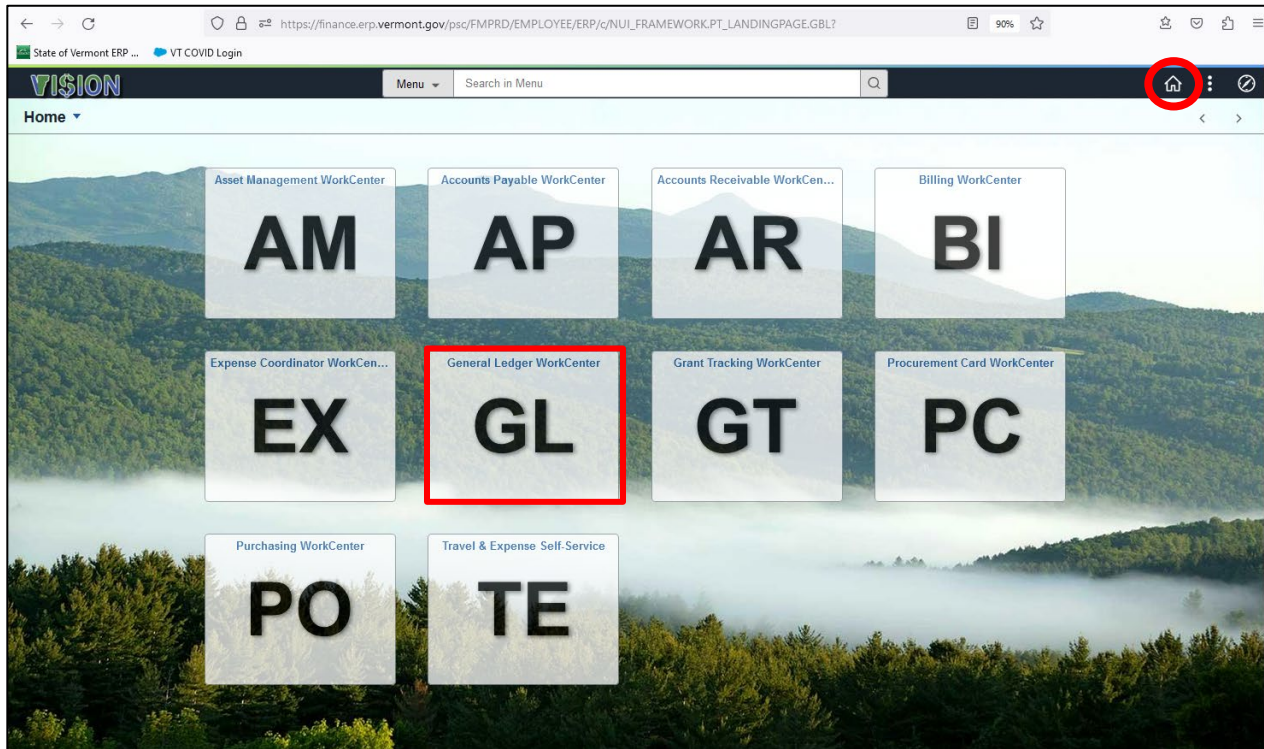 https://finance.erp.vermont.gov/psc/FMPRD/EMPLOYEE/ERP/c/NUI_FRAMEWORK.PT_LANDINGPAGE.GBL?
90%
State of Vermont ERP ...
VT COVID Login
VISION
Menu
Search in Menu
Home
Asset Management WorkCenter
Accounts Payable WorkCenter
Accounts Receivable WorkCen...
Billing WorkCenter
AM
AP
AR
BI
Expense Coordinator WorkCen...
General Ledger WorkCenter
Grant Tracking WorkCenter
Procurement Card WorkCenter
EX
GL
GT
PC
Purchasing WorkCenter
Travel & Expense Self-Service
PO
TE